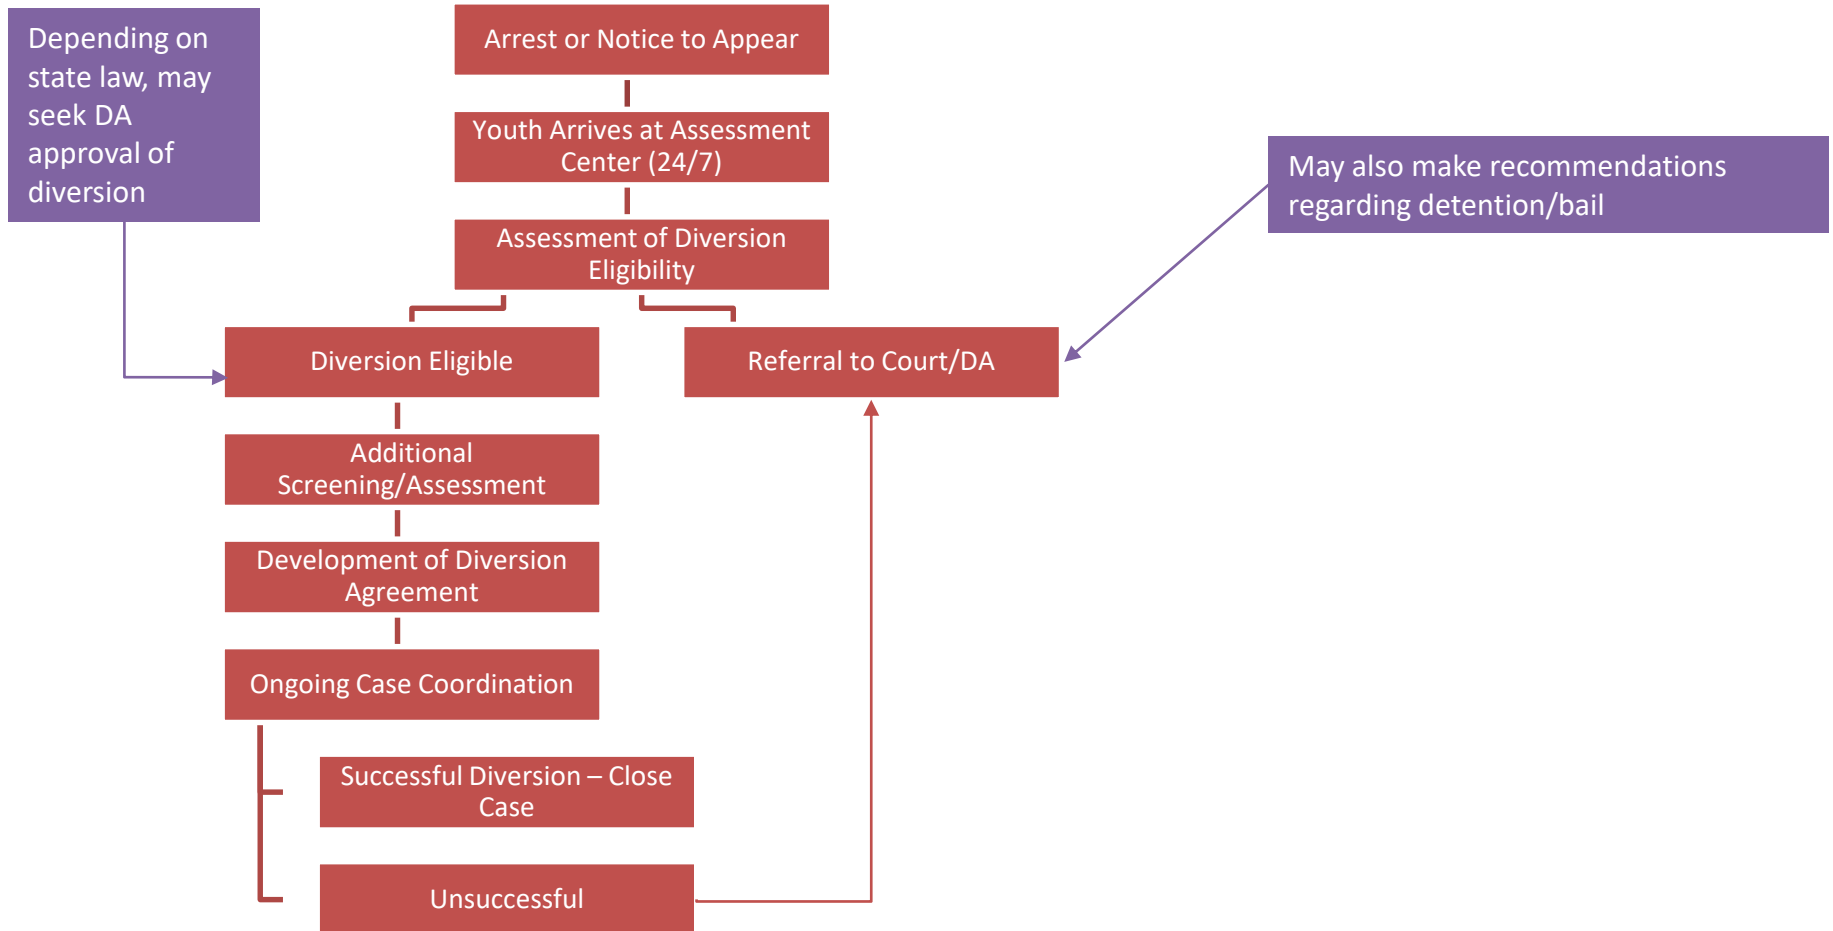 Depending on
state law, may
seek DA
approval of
diversion
Arrest or Notice to Appear
Youth Arrives at Assessment
Center (24/7)
May also make recommendations
regarding detention/bail
Assessment of Diversion
Eligibility
Diversion Eligible
Referral to Court/DA
Additional
Screening/Assessment
Development of Diversion
Agreement
Ongoing Case Coordination
Successful Diversion – Close
Case
Unsuccessful